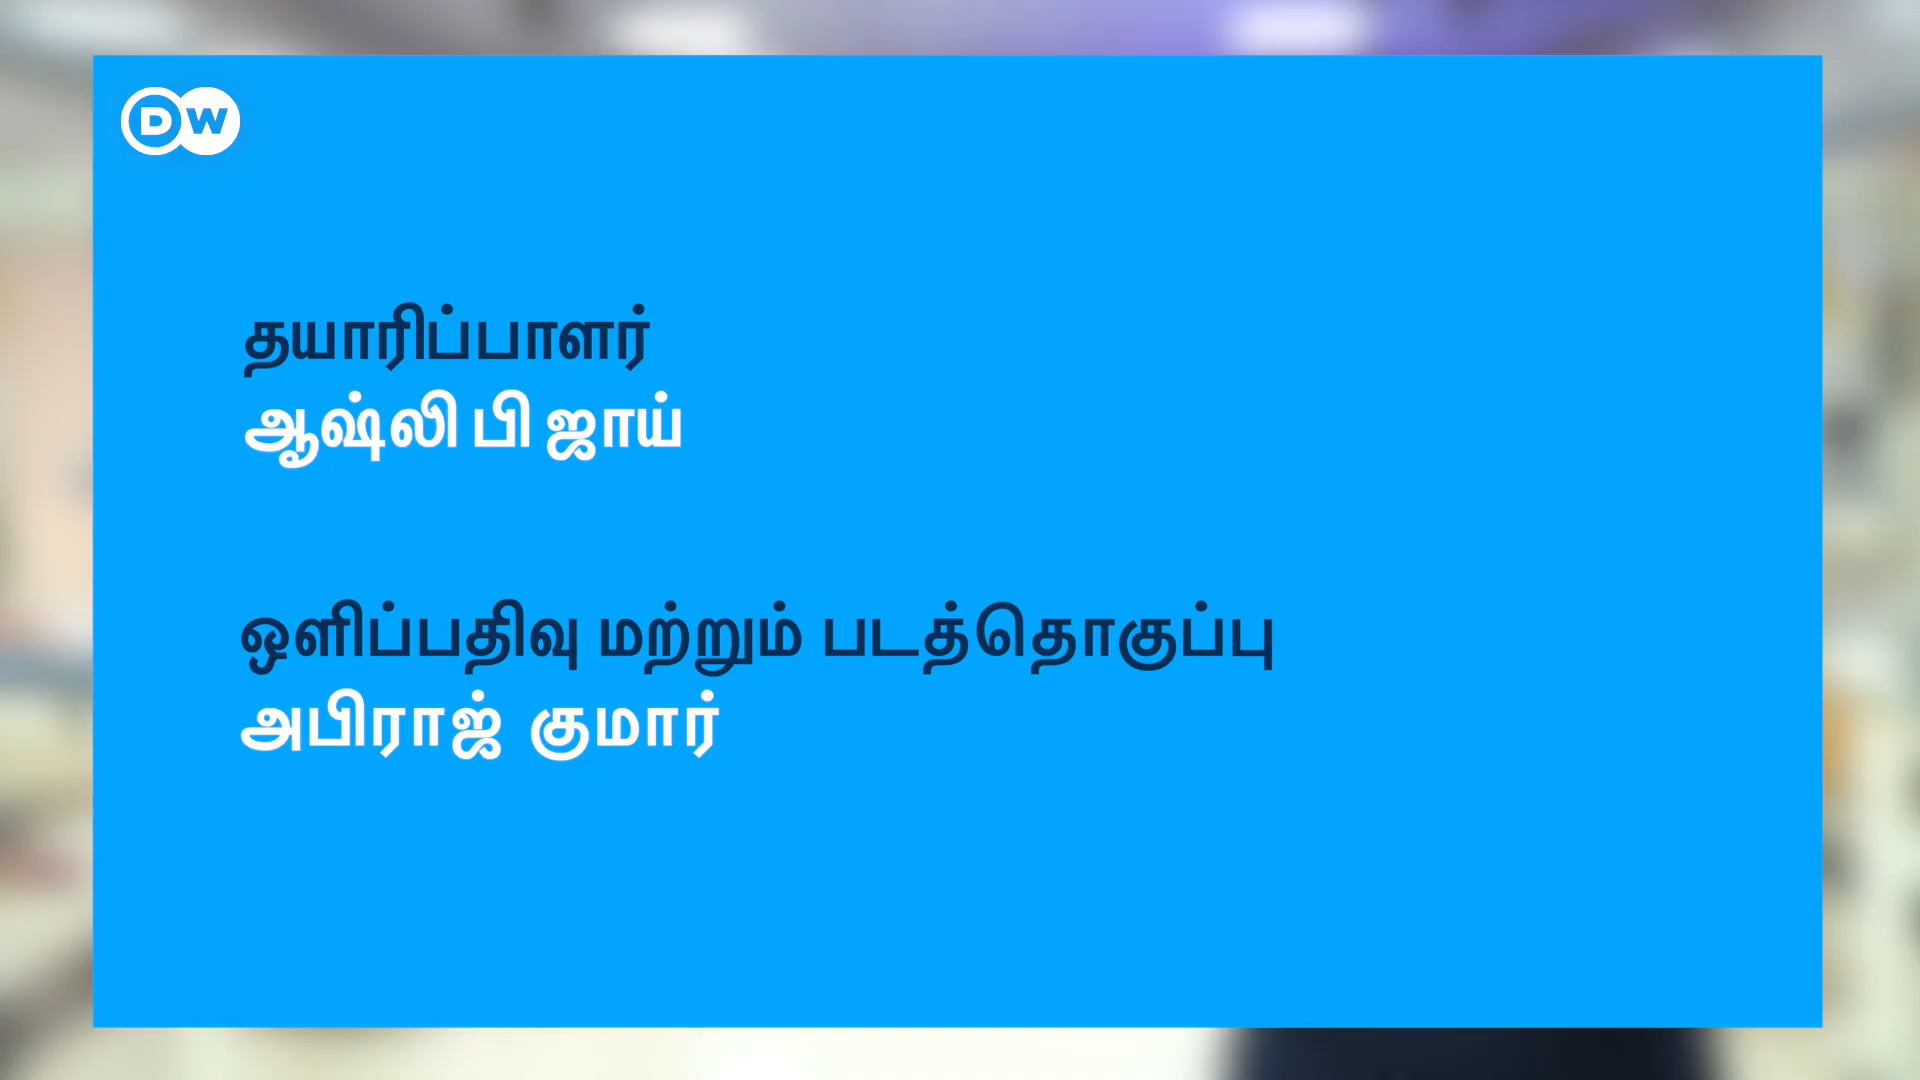 DW
தயாரிப்பாளர்
ஆஷ்லி பி ஜாய்
ஒளிப்பதிவு மற்றும் படத்தொகுப்பு
அபிராஜ் குமார்